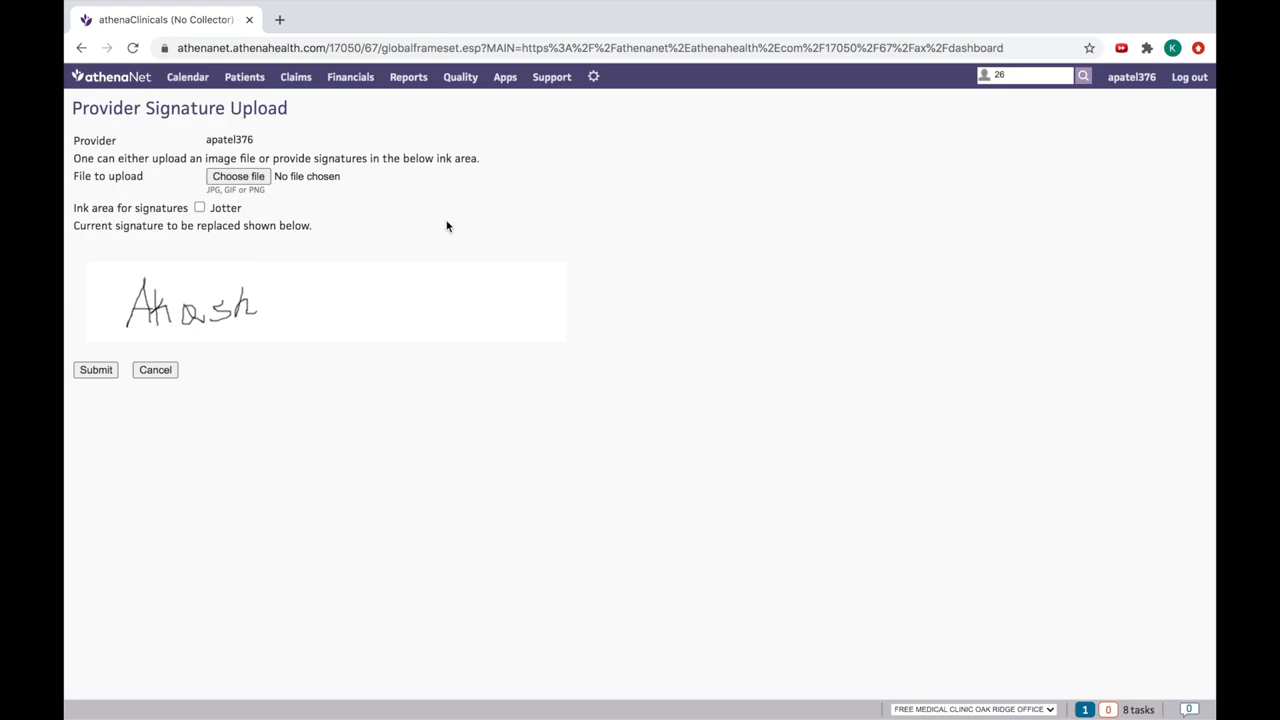 athenaClinicals (No Collector)
athenanet.athenahealth.com/17050/67/globalframeset.esp?MAIN=https%3A%2F%2Fathenanet%2Eathenahealth%2Ecom%2F17050%2F67%2Fax%2Fdashboard
K
athenaNet Calendar Patients Claims Financials Reports Quality Apps Support 26 apatel376 Log out
Provider Signature Upload
Provider apatel376
One can either upload an image file or provide signatures in the below ink area.
File to upload Choose file No file chosen
JPG, GIF or PNG
Ink area for signatures Jotter
Current signature to be replaced shown below.
Akash
Submit Cancel
FREE MEDICAL CLINIC OAK RIDGE OFFICE 1 0 8 tasks 0